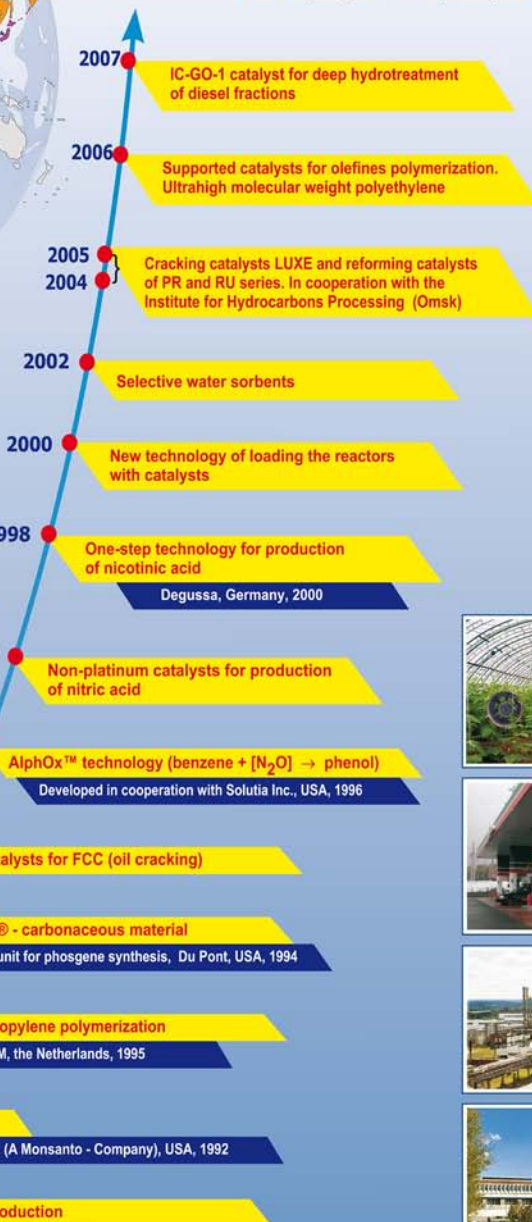 2007
IC-GO-1 catalyst for deep hydrotreatment
of diesel fractions
2006
Supported catalysts for olefines polymerization.
Ultrahigh molecular weight polyethylene
2005
2004
Cracking catalysts LUXE and reforming catalysts
of PR and RU series. In cooperation with the
Institute for Hydrocarbons Processing (Omsk)
2002
Selective water sorbents
2000
New technology of loading the reactors
with catalysts
998
One-step technology for production
of nicotinic acid
Degussa, Germany, 2000
Non-platinum catalysts for production
of nitric acid
AlphOx™ technology (benzene + [N₂O] → phenol)
Developed in cooperation with Solutia Inc., USA, 1996
alysts for FCC (oil cracking)
® - carbonaceous material
unit for phosgene synthesis, Du Pont, USA, 1994
opylene polymerization
M, the Netherlands, 1995
(A Monsanto - Company), USA, 1992
oduction